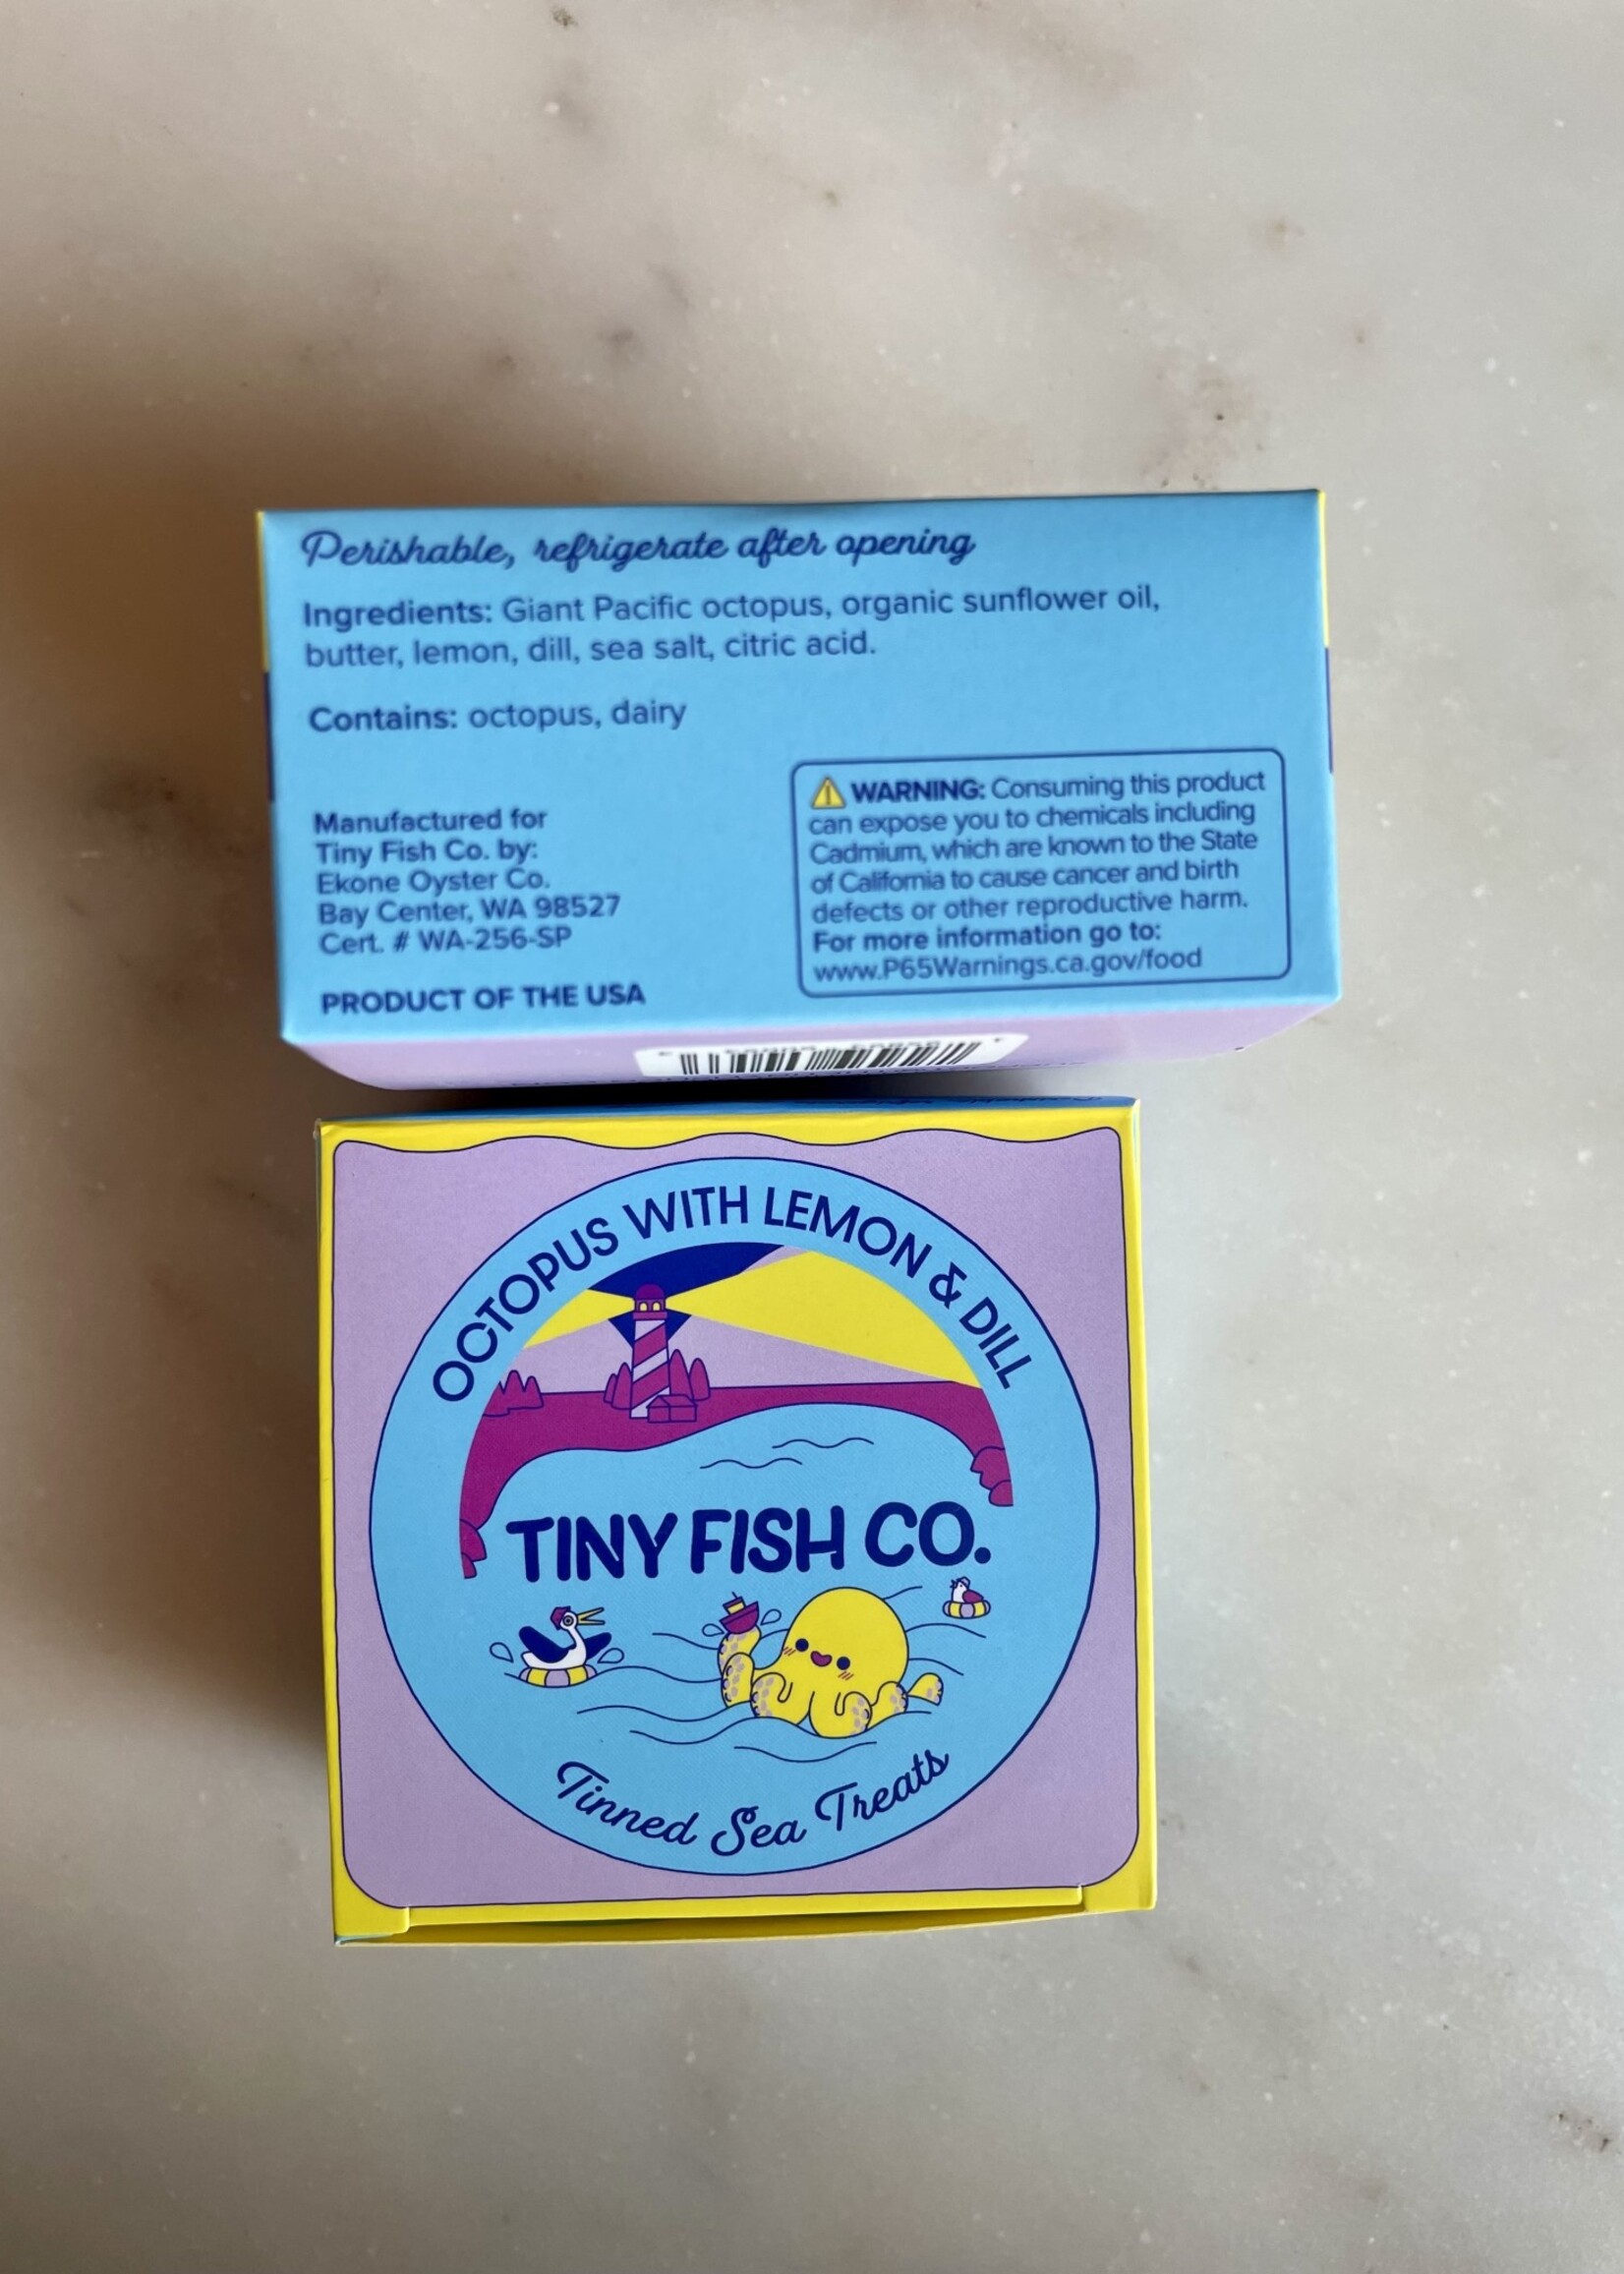 Perishable, refrigerate after opening
Ingredients: Giant Pacific octopus, organic sunflower oil,
butter, lemon, dill, sea salt, citric acid.
Contains: octopus, dairy
Manufactured for
Tiny Fish Co. by:
Ekone Oyster Co.
Bay Center, WA 98527
Cert. # WA-256-SP
PRODUCT OF THE USA
⚠ WARNING: Consuming this product
can expose you to chemicals including
Cadmium, which are known to the State
of California to cause cancer and birth
defects or other reproductive harm.
For more information go to:
www.P65Warnings.ca.gov/food
OCTOPUS WITH LEMON & DILL
TINY FISH CO.
Tinned Sea Treats